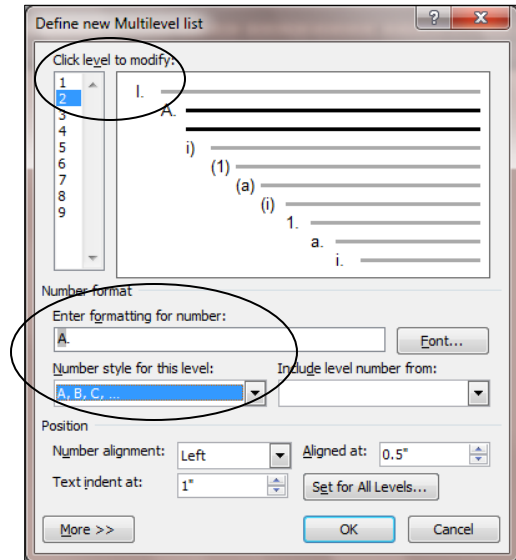 Define new Multilevel list
?
Click level to modify:
1
2
3
4
5
6
7
8
9
I.
A.
i)
(1)
(a)
(i)
1.
a.
i.
Number format
Enter formatting for number:
A.
Font...
Number style for this level:
Include level number from:
A, B, C, ...
Position
Number alignment: Left
Aligned at: 0.5"
Text indent at: 1"
Set for All Levels...
More >>
OK
Cancel